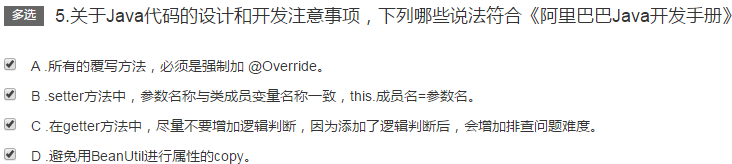 多选 5.关于Java代码的设计和开发注意事项，下列哪些说法符合《阿里巴巴Java开发手册》
A .所有的覆写方法，必须是强制加 @Override。
B .setter方法中，参数名称与类成员变量名称一致，this.成员名=参数名。
C .在getter方法中，尽量不要增加逻辑判断，因为添加了逻辑判断后，会增加排查问题难度。
D .避免用BeanUtil进行属性的copy。